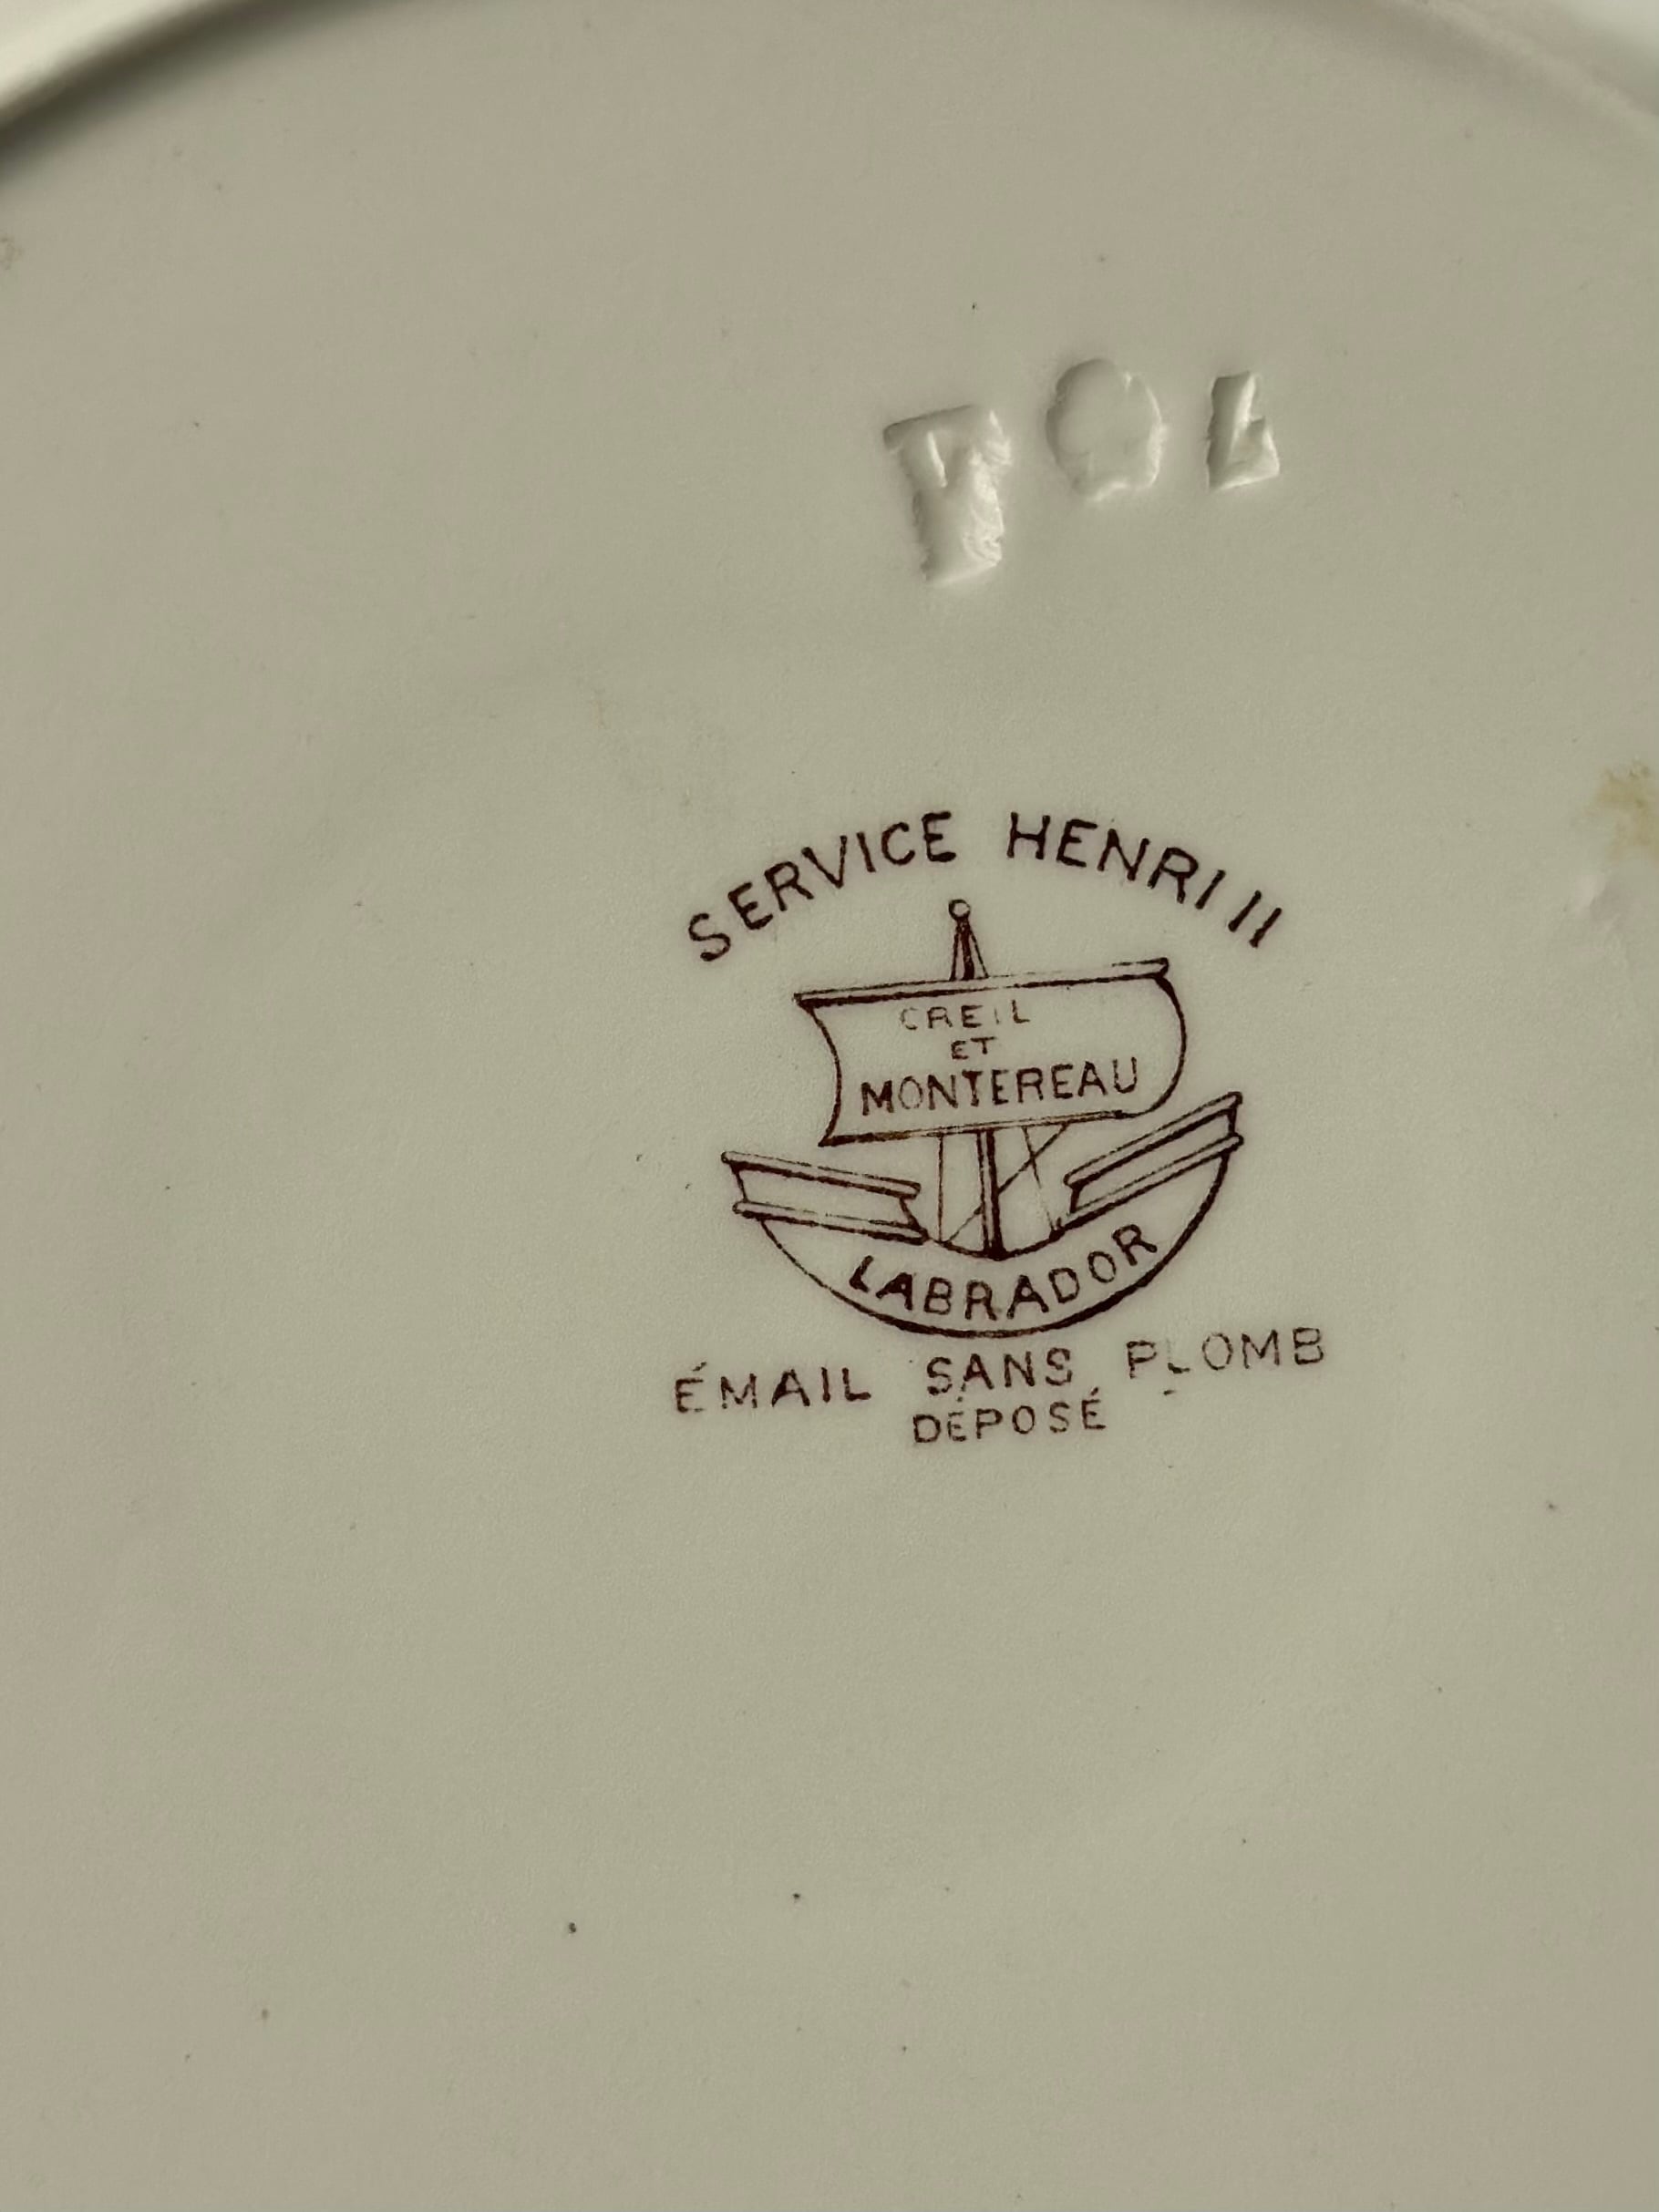 SERVICE HENRI II
CREIL
ET
MONTEREAU
LABRADOR
ÉMAIL SANS PLOMB
DÉPOSÉ